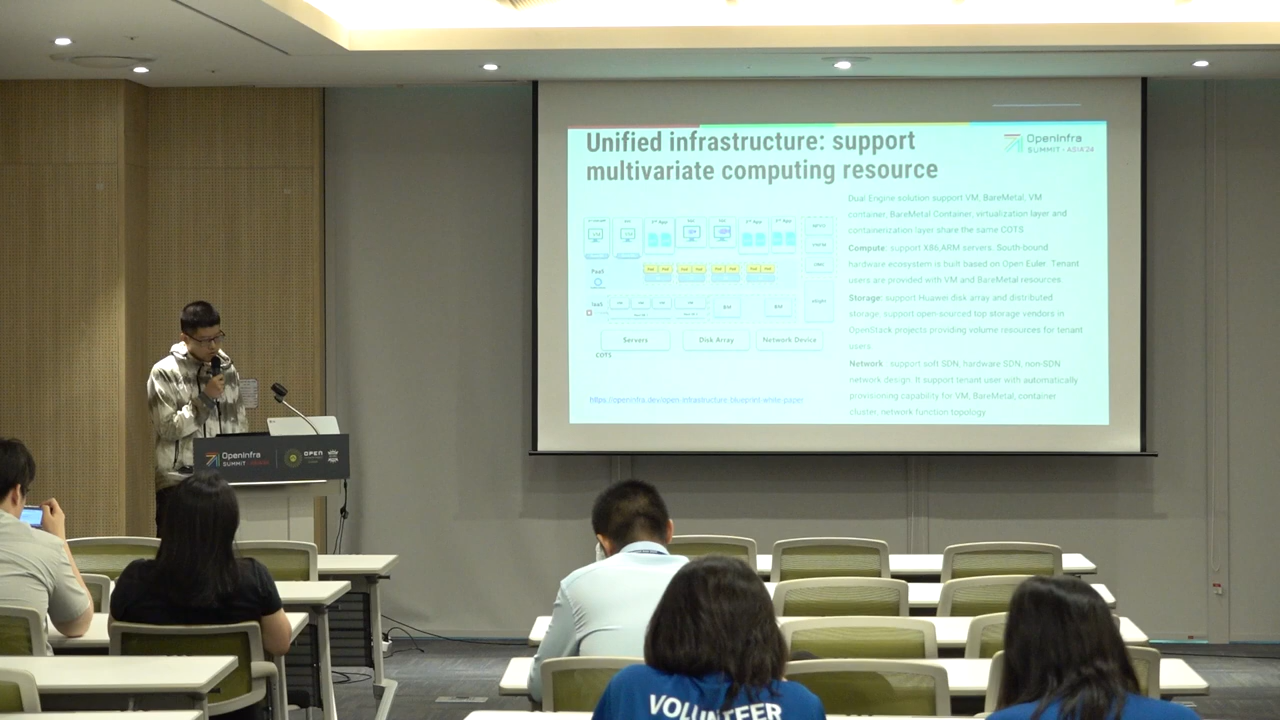 Unified infrastructure: support
multivariate computing resource
OpenInfra
SUMMIT • ASIA'24
Dual Engine solution support VM, BareMetal, VM
container, BareMetal Container, virtualization layer and
containerization layer share the same COTS
Compute: support X86,ARM servers. South-bound
hardware ecosystem is built based on Open Euler. Tenant
users are provided with VM and BareMetal resources.
Storage: support Huawei disk array and distributed
storage: support open-sourced top storage vendors in
OpenStack projects providing volume resources for tenant
users.
Network : support soft SDN, hardware SDN, non-SDN
network design. It support tenant user with automatically
provisioning capability for VM, BareMetal, container
cluster, network function topology
PaaS
IaaS
Servers
Disk Array
Network Device
COTS
https://openinfra.dev/open-infrastructure-blueprint-white-paper
OpenInfra
SUMMIT
OPEN
VOLUNTEER